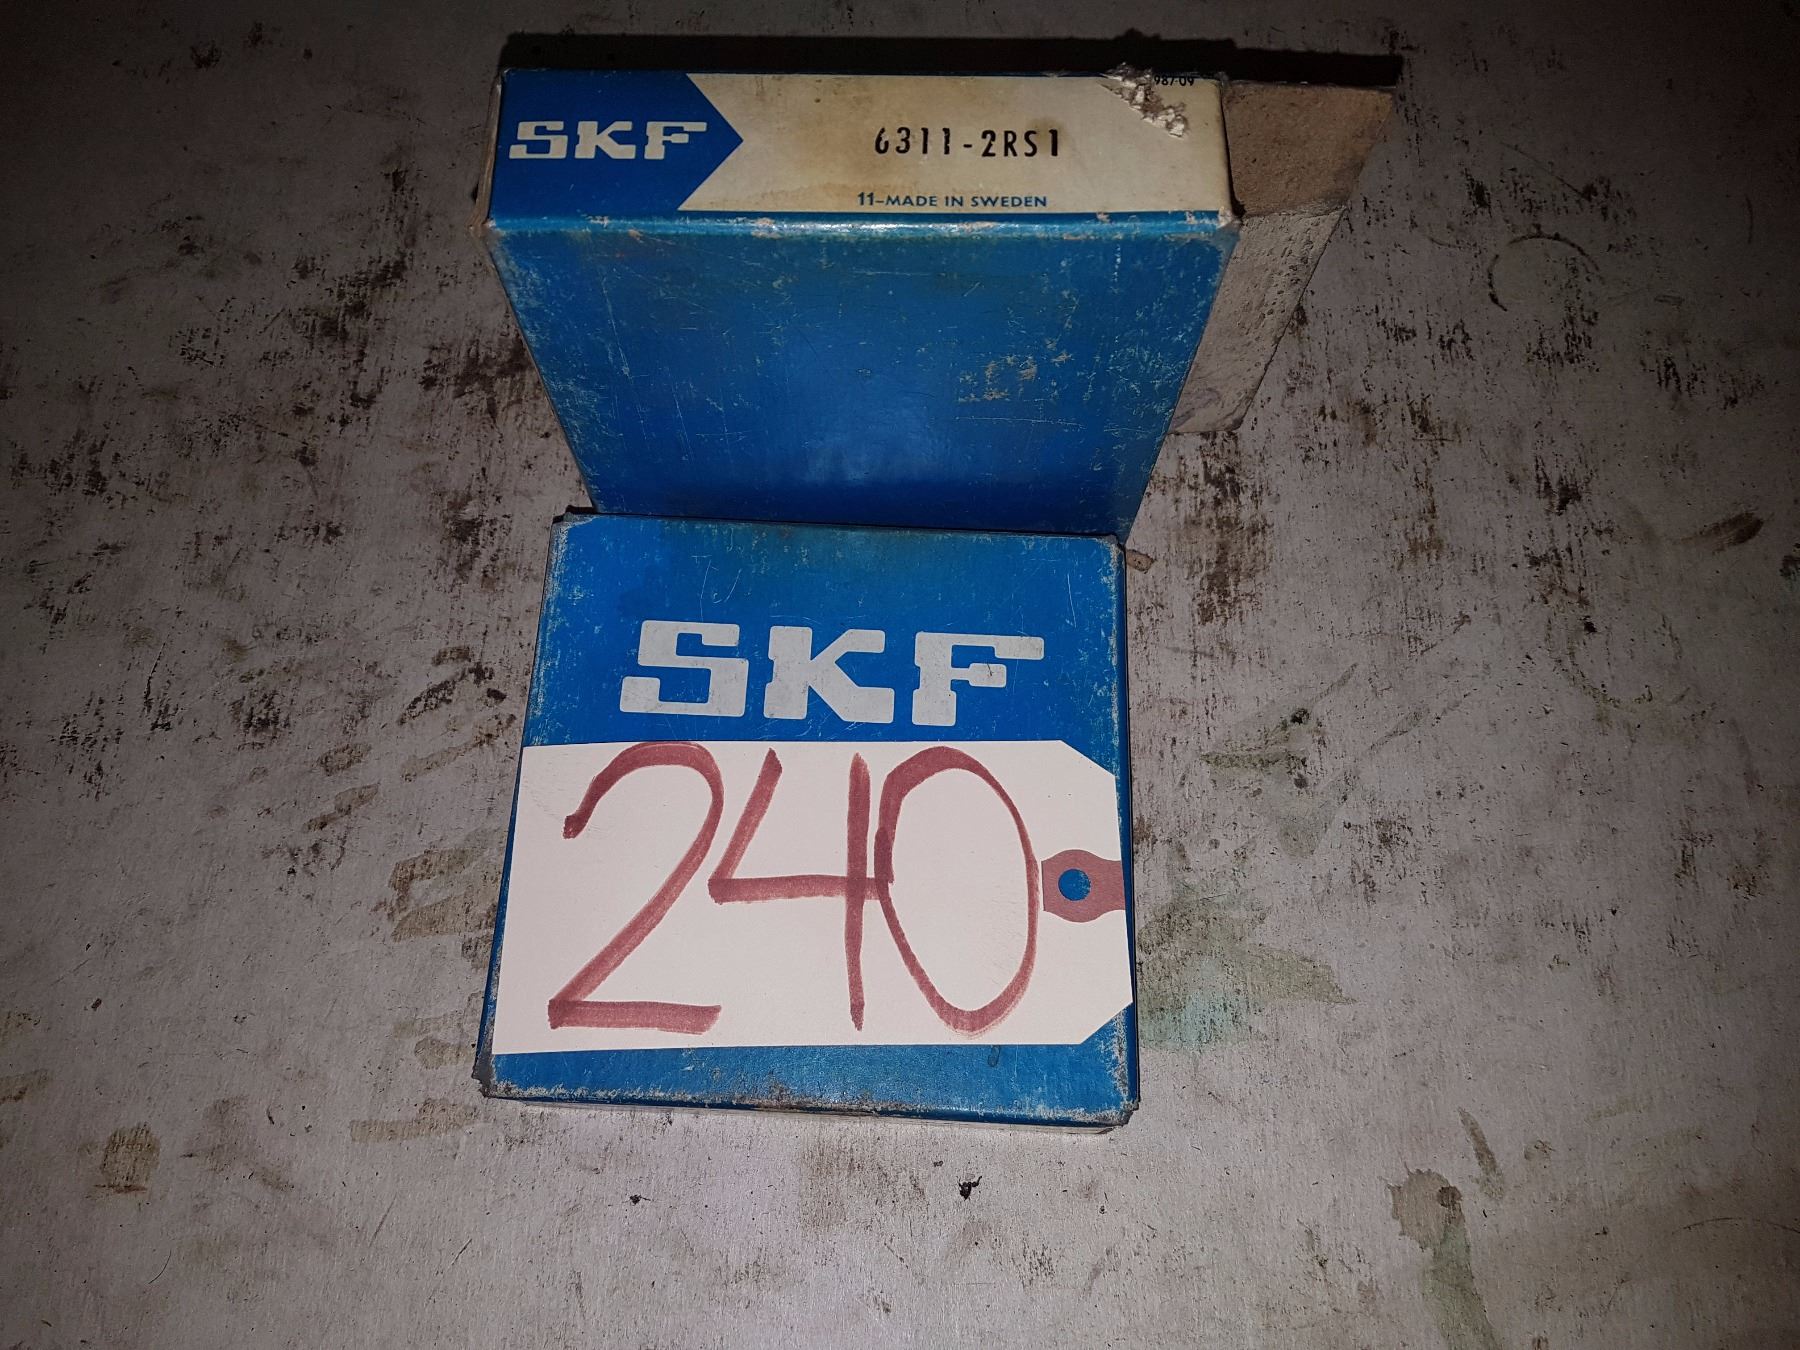 SKF
6311-2RS1
11-MADE IN SWEDEN
SKF
240